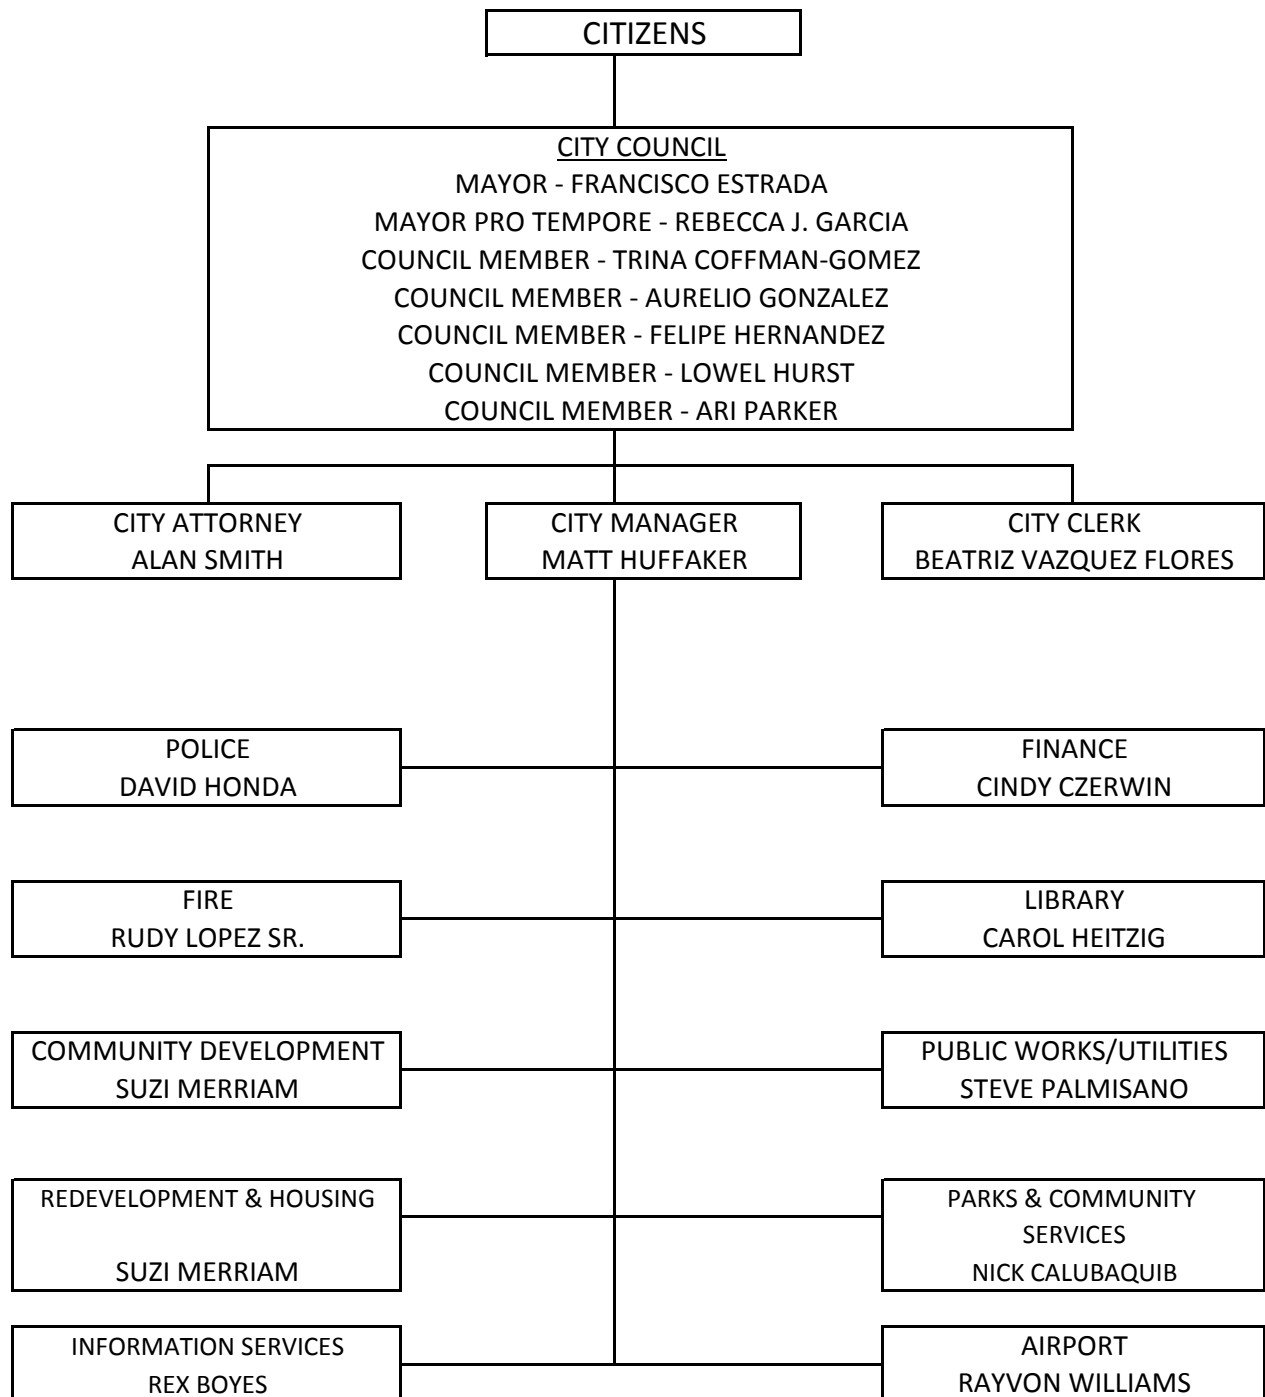 CITIZENS
CITY COUNCIL
MAYOR - FRANCISCO ESTRADA
MAYOR PRO TEMPORE - REBECCA J. GARCIA
COUNCIL MEMBER - TRINA COFFMAN-GOMEZ
COUNCIL MEMBER - AURELIO GONZALEZ
COUNCIL MEMBER - FELIPE HERNANDEZ
COUNCIL MEMBER - LOWEL HURST
COUNCIL MEMBER - ARI PARKER
CITY ATTORNEY
ALAN SMITH
CITY MANAGER
MATT HUFFAKER
CITY CLERK
BEATRIZ VAZQUEZ FLORES
POLICE
DAVID HONDA
FINANCE
CINDY CZERWIN
FIRE
RUDY LOPEZ SR.
LIBRARY
CAROL HEITZIG
COMMUNITY DEVELOPMENT
SUZI MERRIAM
PUBLIC WORKS/UTILITIES
STEVE PALMISANO
REDEVELOPMENT & HOUSING
SUZI MERRIAM
PARKS & COMMUNITY
SERVICES
NICK CALUBAQUIB
INFORMATION SERVICES
REX BOYES
AIRPORT
RAYVON WILLIAMS